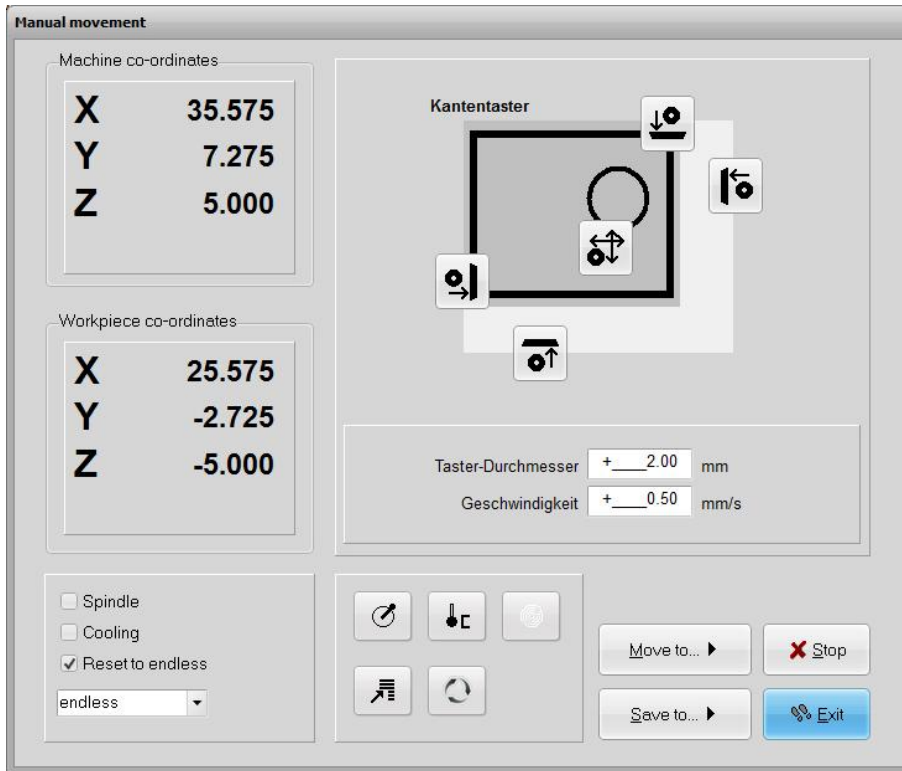 Manual movement
Machine co-ordinates
X 35.575
Y 7.275
Z 5.000
Workpiece co-ordinates
X 25.575
Y -2.725
Z -5.000
Kantentaster
Taster-Durchmesser +____2.00 mm
Geschwindigkeit +____0.50 mm/s
Spindle
Cooling
Reset to endless
endless
Move to...
Stop
Save to...
Exit